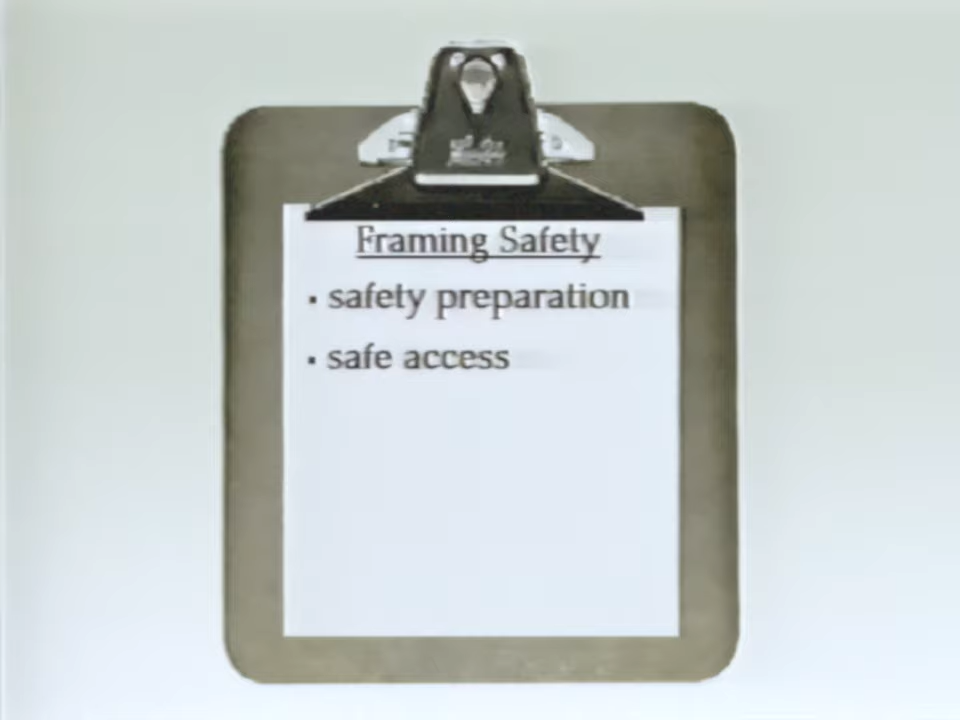 Framing Safety
· safety preparation
· safe access